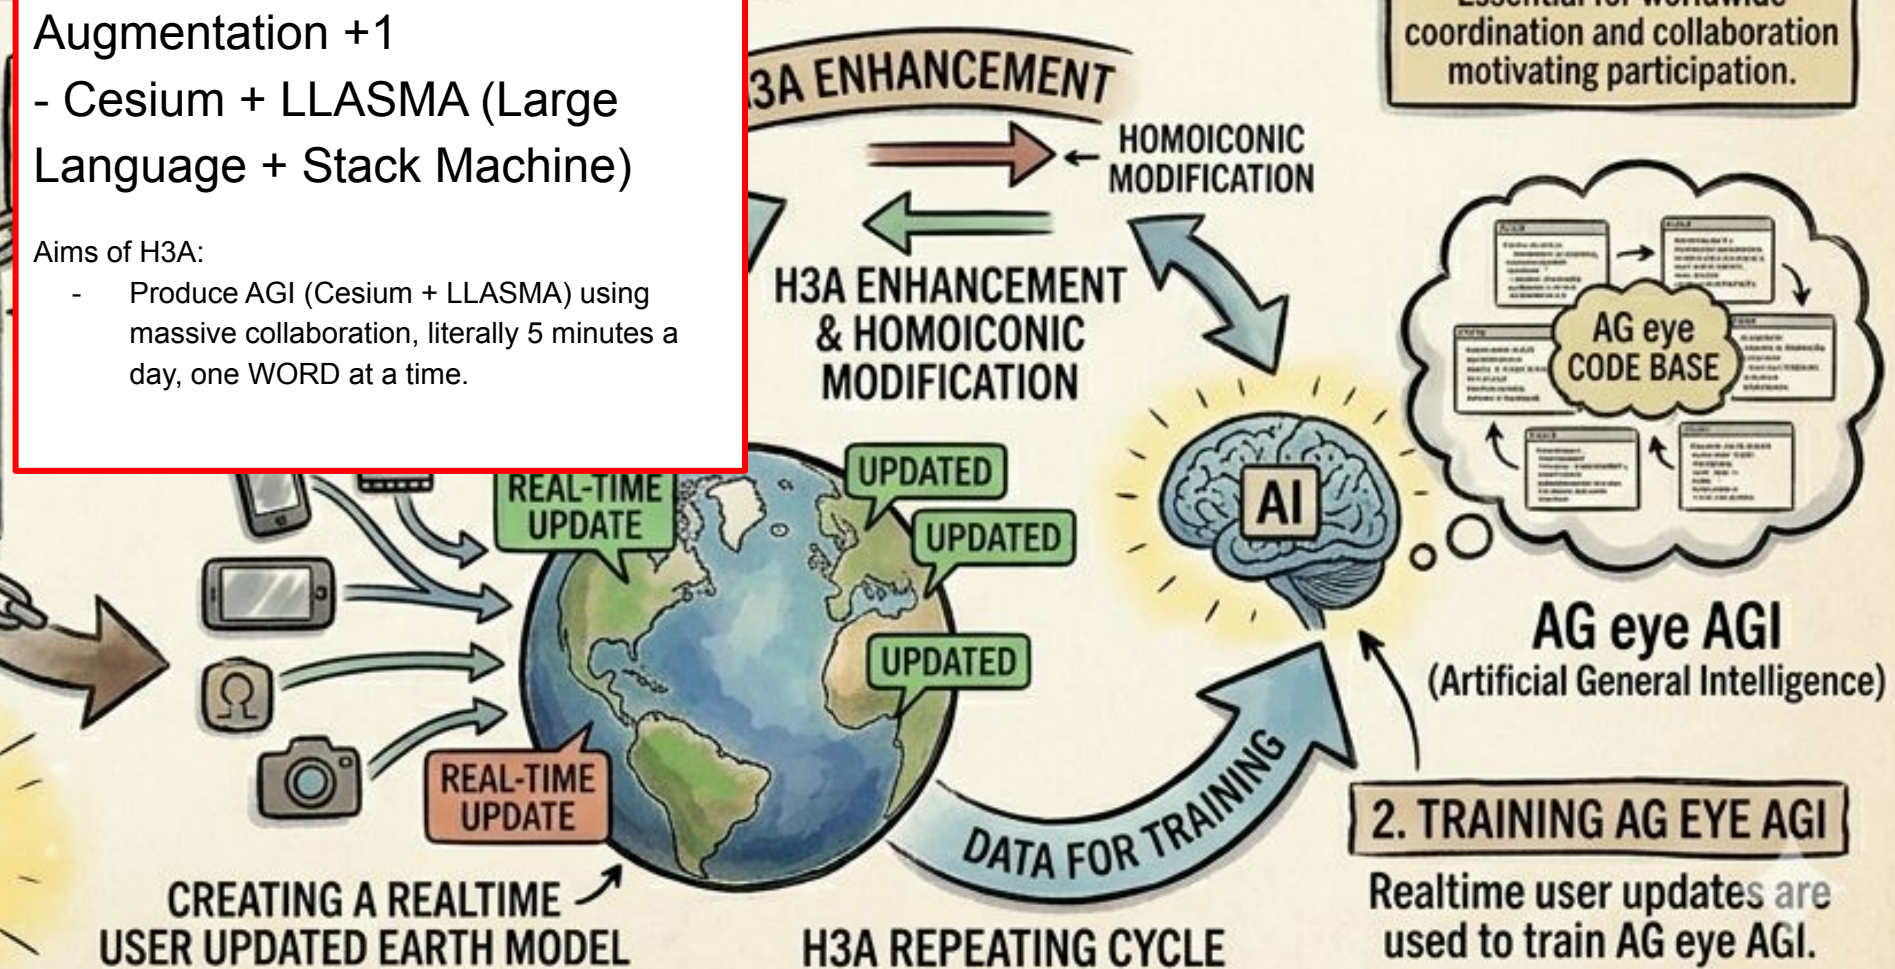 Augmentation +1
- Cesium + LLASMA (Large
Language + Stack Machine)
Aims of H3A:
- Produce AGI (Cesium + LLASMA) using
massive collaboration, literally 5 minutes a
day, one WORD at a time.
coordination and collaboration
motivating participation.
3A ENHANCEMENT
HOMOICONIC
MODIFICATION
H3A ENHANCEMENT
& HOMOICONIC
MODIFICATION
AG eye
CODE BASE
REAL-TIME
UPDATE
UPDATED
UPDATED
UPDATED
AI
Ω
REAL-TIME
UPDATE
AG eye AGI
(Artificial General Intelligence)
DATA FOR TRAINING
2. TRAINING AG EYE AGI
Realtime user updates are
used to train AG eye AGI.
CREATING A REALTIME
USER UPDATED EARTH MODEL
H3A REPEATING CYCLE